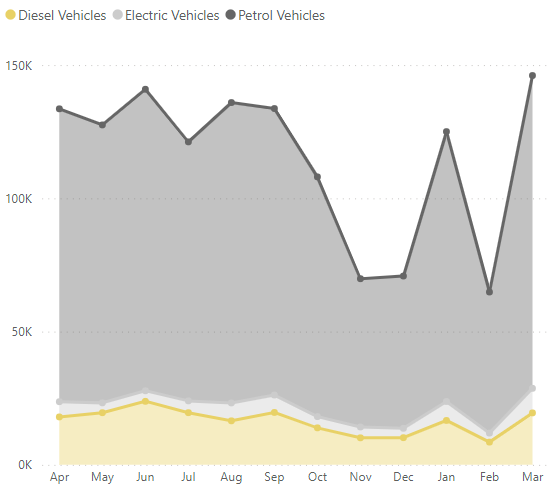 Diesel Vehicles Electric Vehicles Petrol Vehicles
150K
100K
50K
0K
Apr May Jun Jul Aug Sep Oct Nov Dec Jan Feb Mar